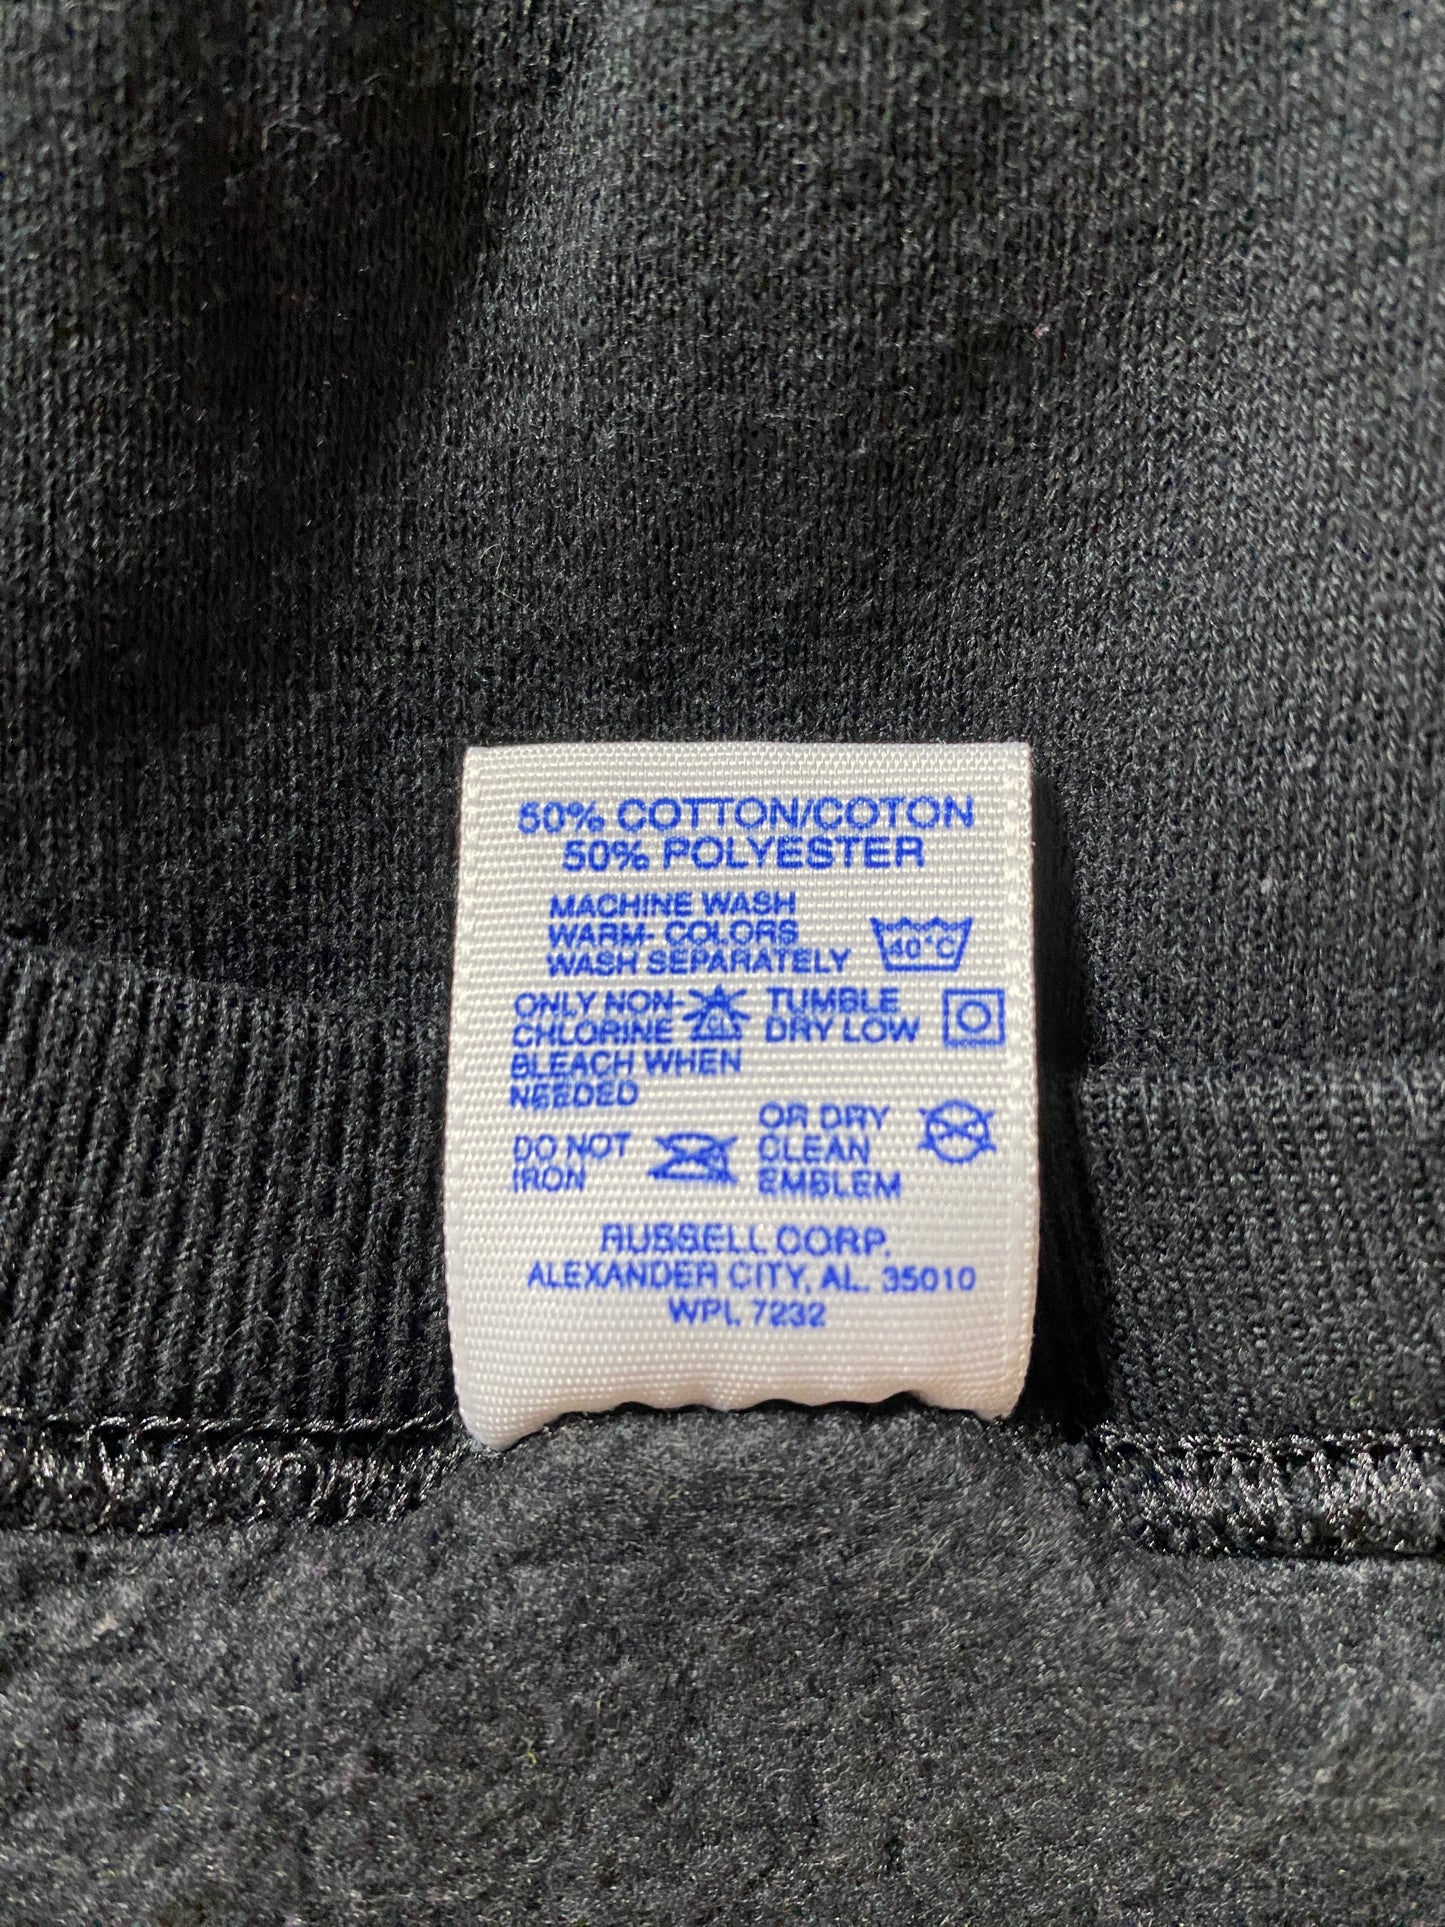 50% COTTON/COTON
50% POLYESTER
MACHINE WASH
WARM- COLORS
WASH SEPARATELY
40°C
ONLY NON-
CHLORINE
BLEACH WHEN
NEEDED
CL
TUMBLE
DRY LOW
DO NOT
IRON
OR DRY
CLEAN
EMBLEM
RUSSELL CORP.
ALEXANDER CITY, AL. 35010
WPL 7232